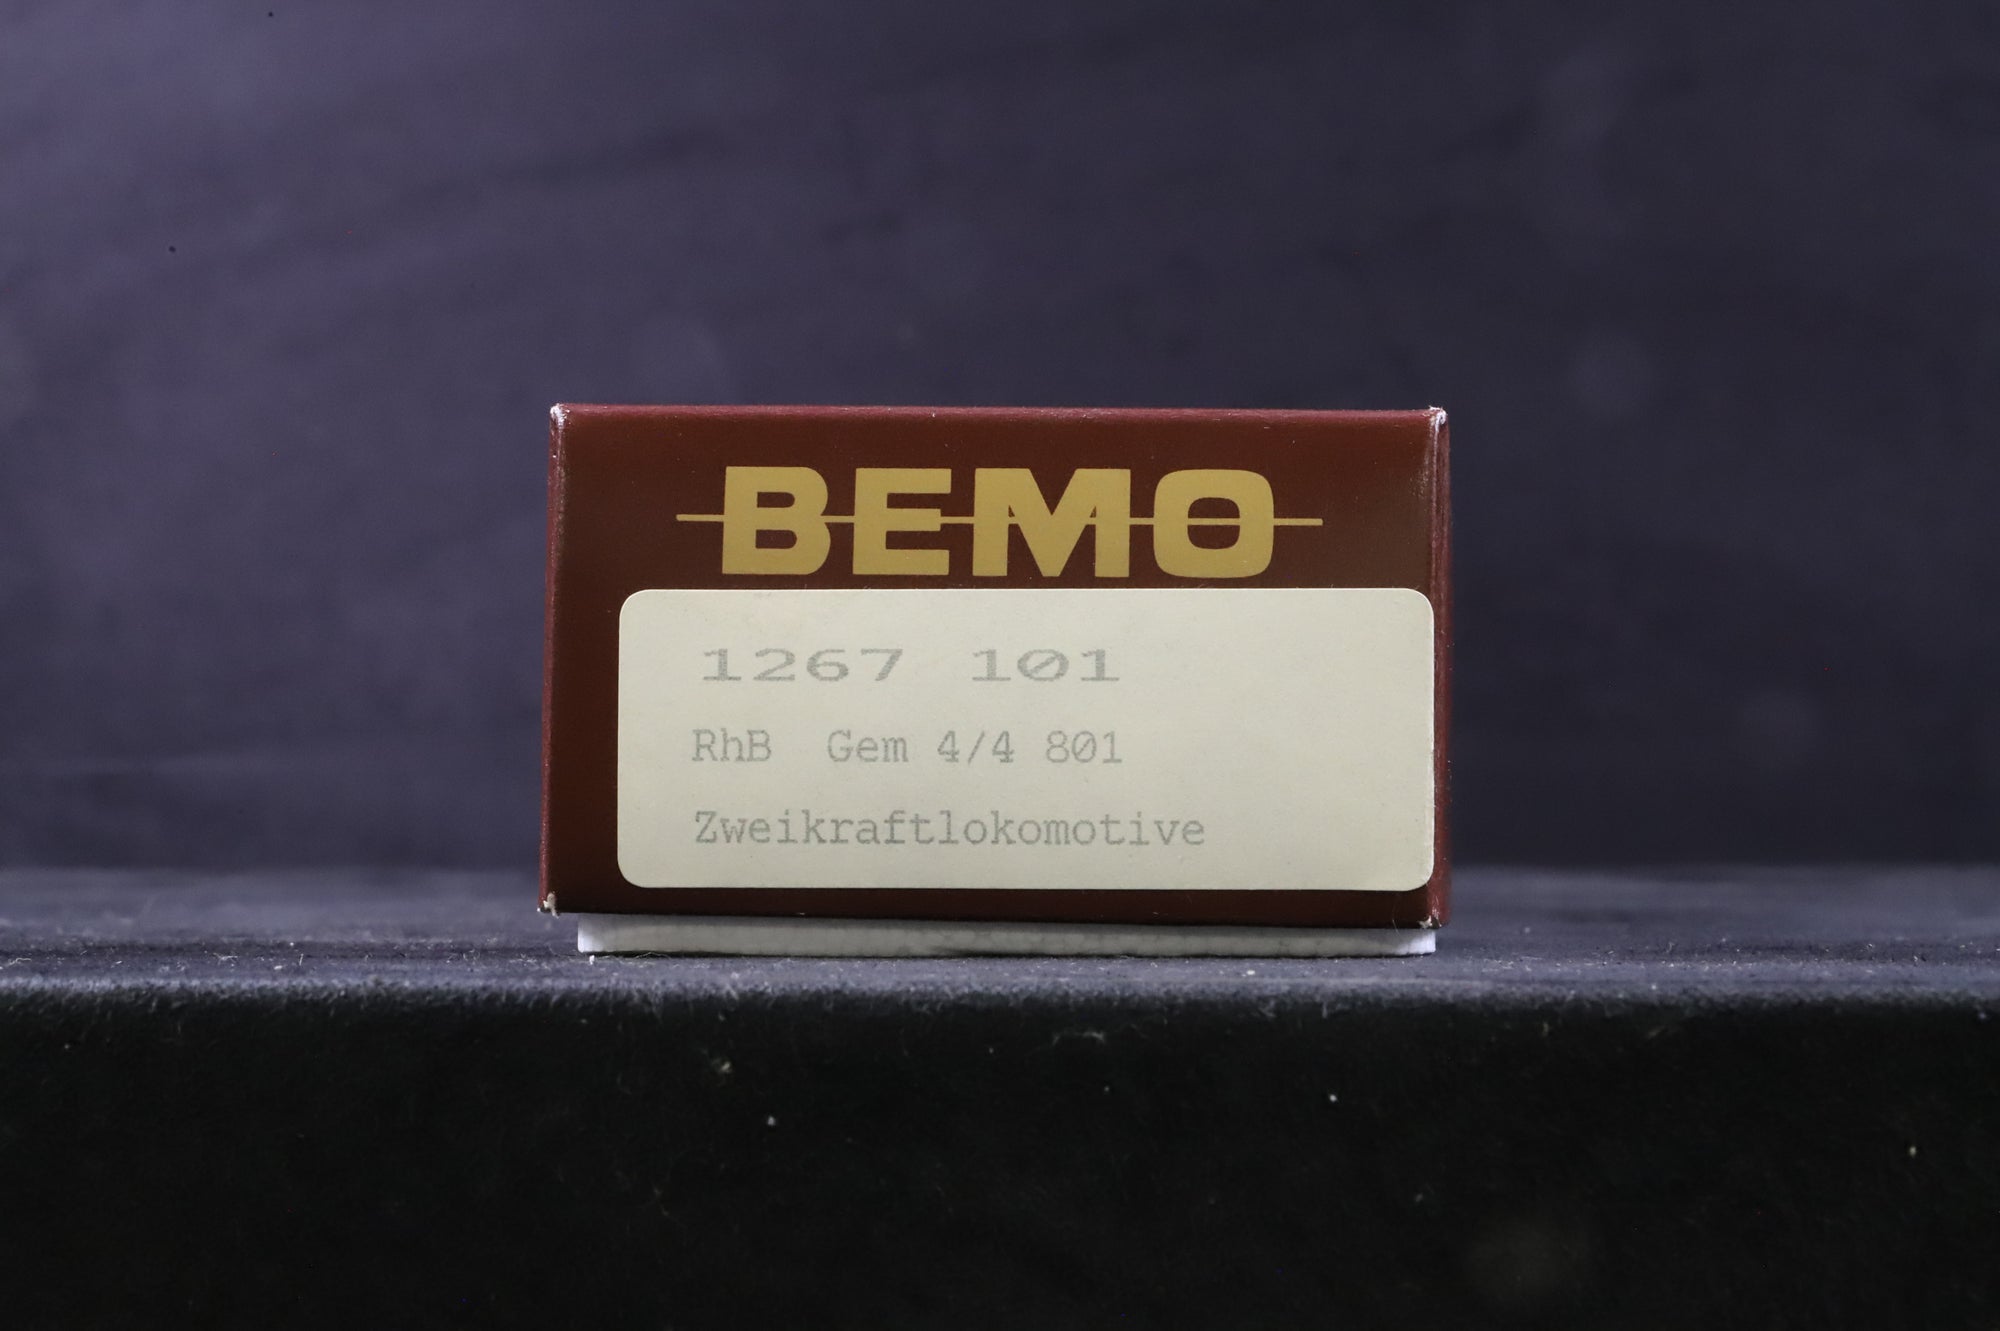 BEMO
1267 101
RhB Gem 4/4 801
Zweikraftlokomotive